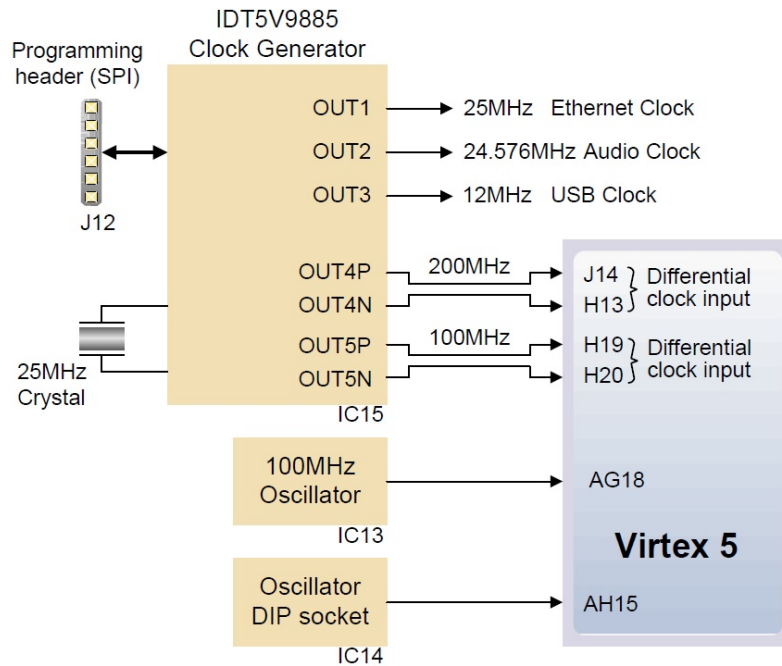 IDT5V9885
Clock Generator
Programming
header (SPI)
J12
OUT1
25MHz Ethernet Clock
OUT2
24.576MHz Audio Clock
OUT3
12MHz USB Clock
OUT4P
200MHz
J14
OUT4N
H13
Differential
clock input
OUT5P
100MHz
H19
OUT5N
H20
Differential
clock input
25MHz
Crystal
IC15
100MHz
Oscillator
IC13
AG18
Virtex 5
Oscillator
DIP socket
IC14
AH15